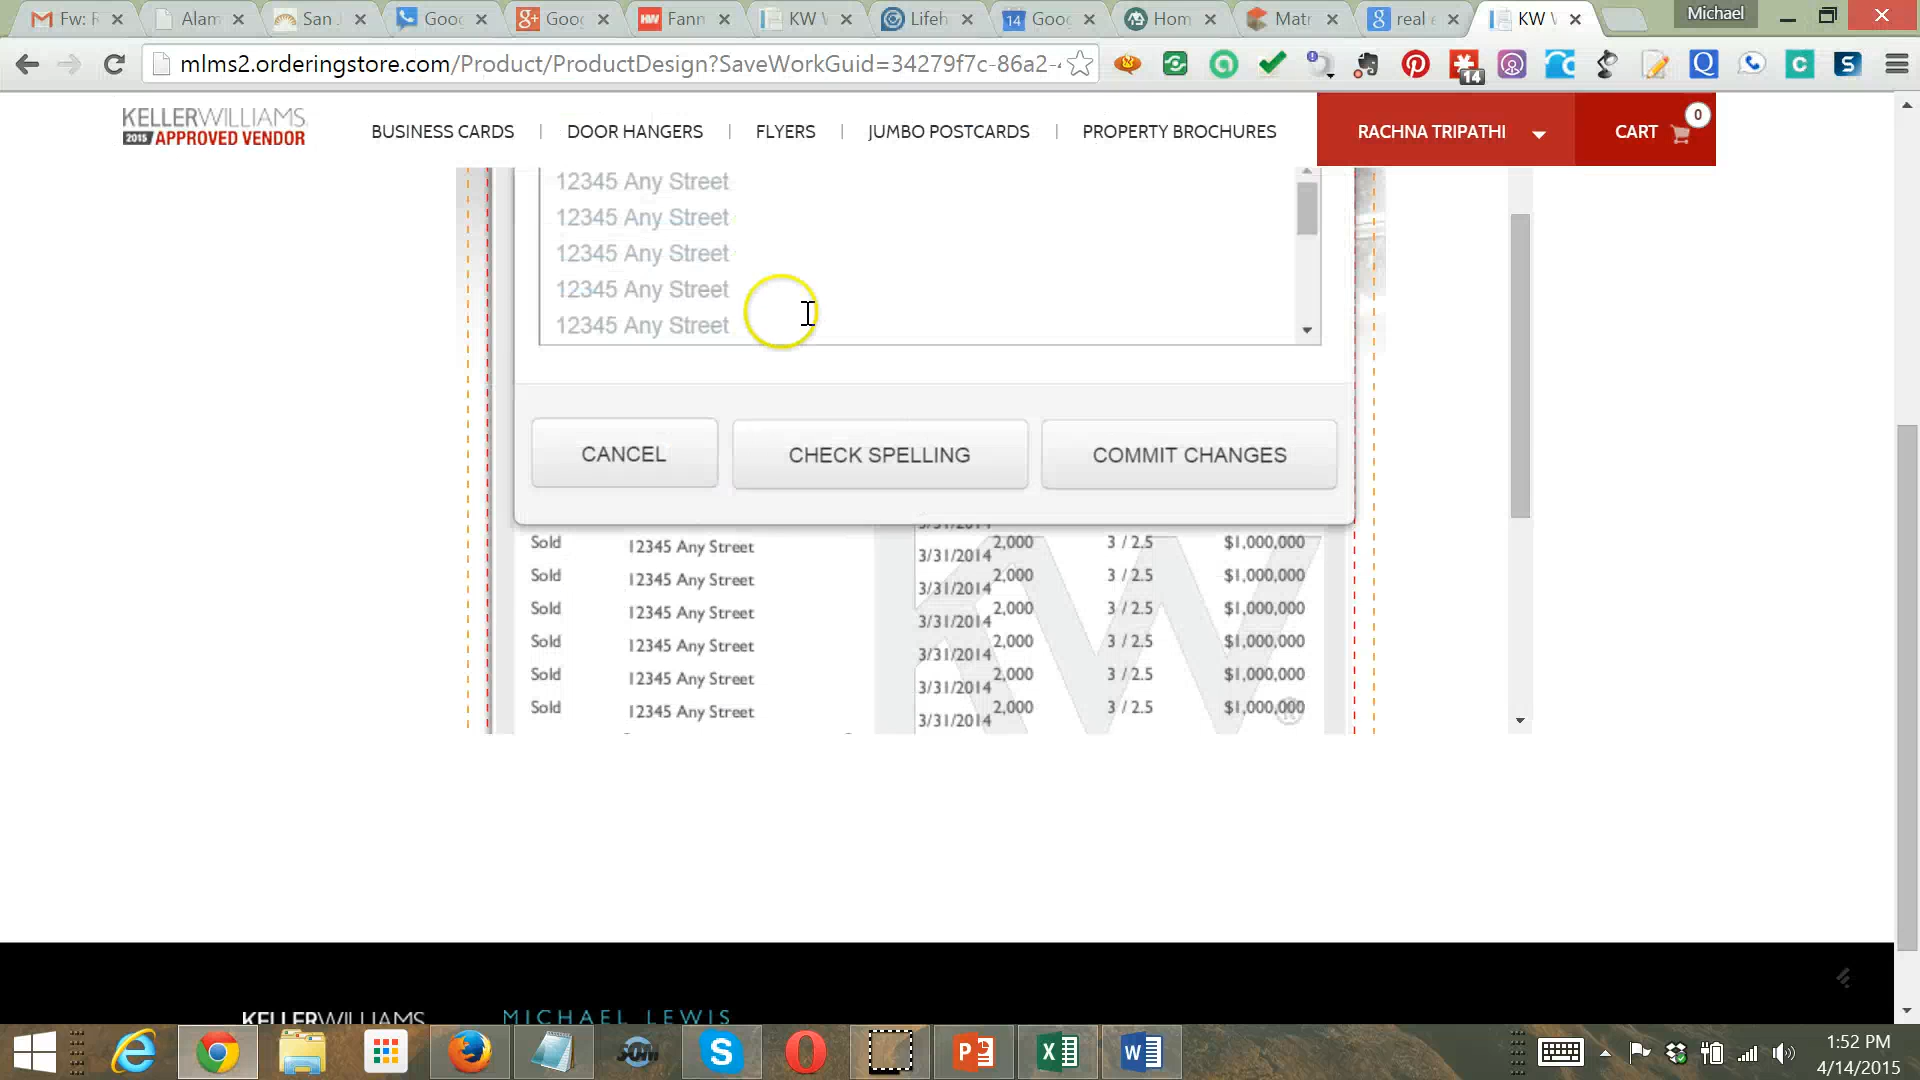 Fw: R
Alam
San
Goog
Goo
Fann
KW V
Lifeh
14 Goo
Hom
Matr
real e
KW V
Michael
mlms2.orderingstore.com/Product/ProductDesign?SaveWorkGuid=34279f7c-86a2-
14
KELLERWILLIAMS.
2015 APPROVED VENDOR
BUSINESS CARDS | DOOR HANGERS | FLYERS | JUMBO POSTCARDS | PROPERTY BROCHURES
RACHNA TRIPATHI
CART 0
12345 Any Street
12345 Any Street
12345 Any Street
12345 Any Street
12345 Any Street
CANCEL CHECK SPELLING COMMIT CHANGES
3/31/2014
Sold 12345 Any Street 3/31/2014 2,000 3 / 2.5 $1,000,000
Sold 12345 Any Street 3/31/2014 2,000 3 / 2.5 $1,000,000
Sold 12345 Any Street 3/31/2014 2,000 3 / 2.5 $1,000,000
Sold 12345 Any Street 3/31/2014 2,000 3 / 2.5 $1,000,000
Sold 12345 Any Street 3/31/2014 2,000 3 / 2.5 $1,000,000
Sold 12345 Any Street 3/31/2014 2,000 3 / 2.5 $1,000,000
KW ®
KELLERWILLIAMS
MICHAEL LEWIS
1:52 PM
4/14/2015